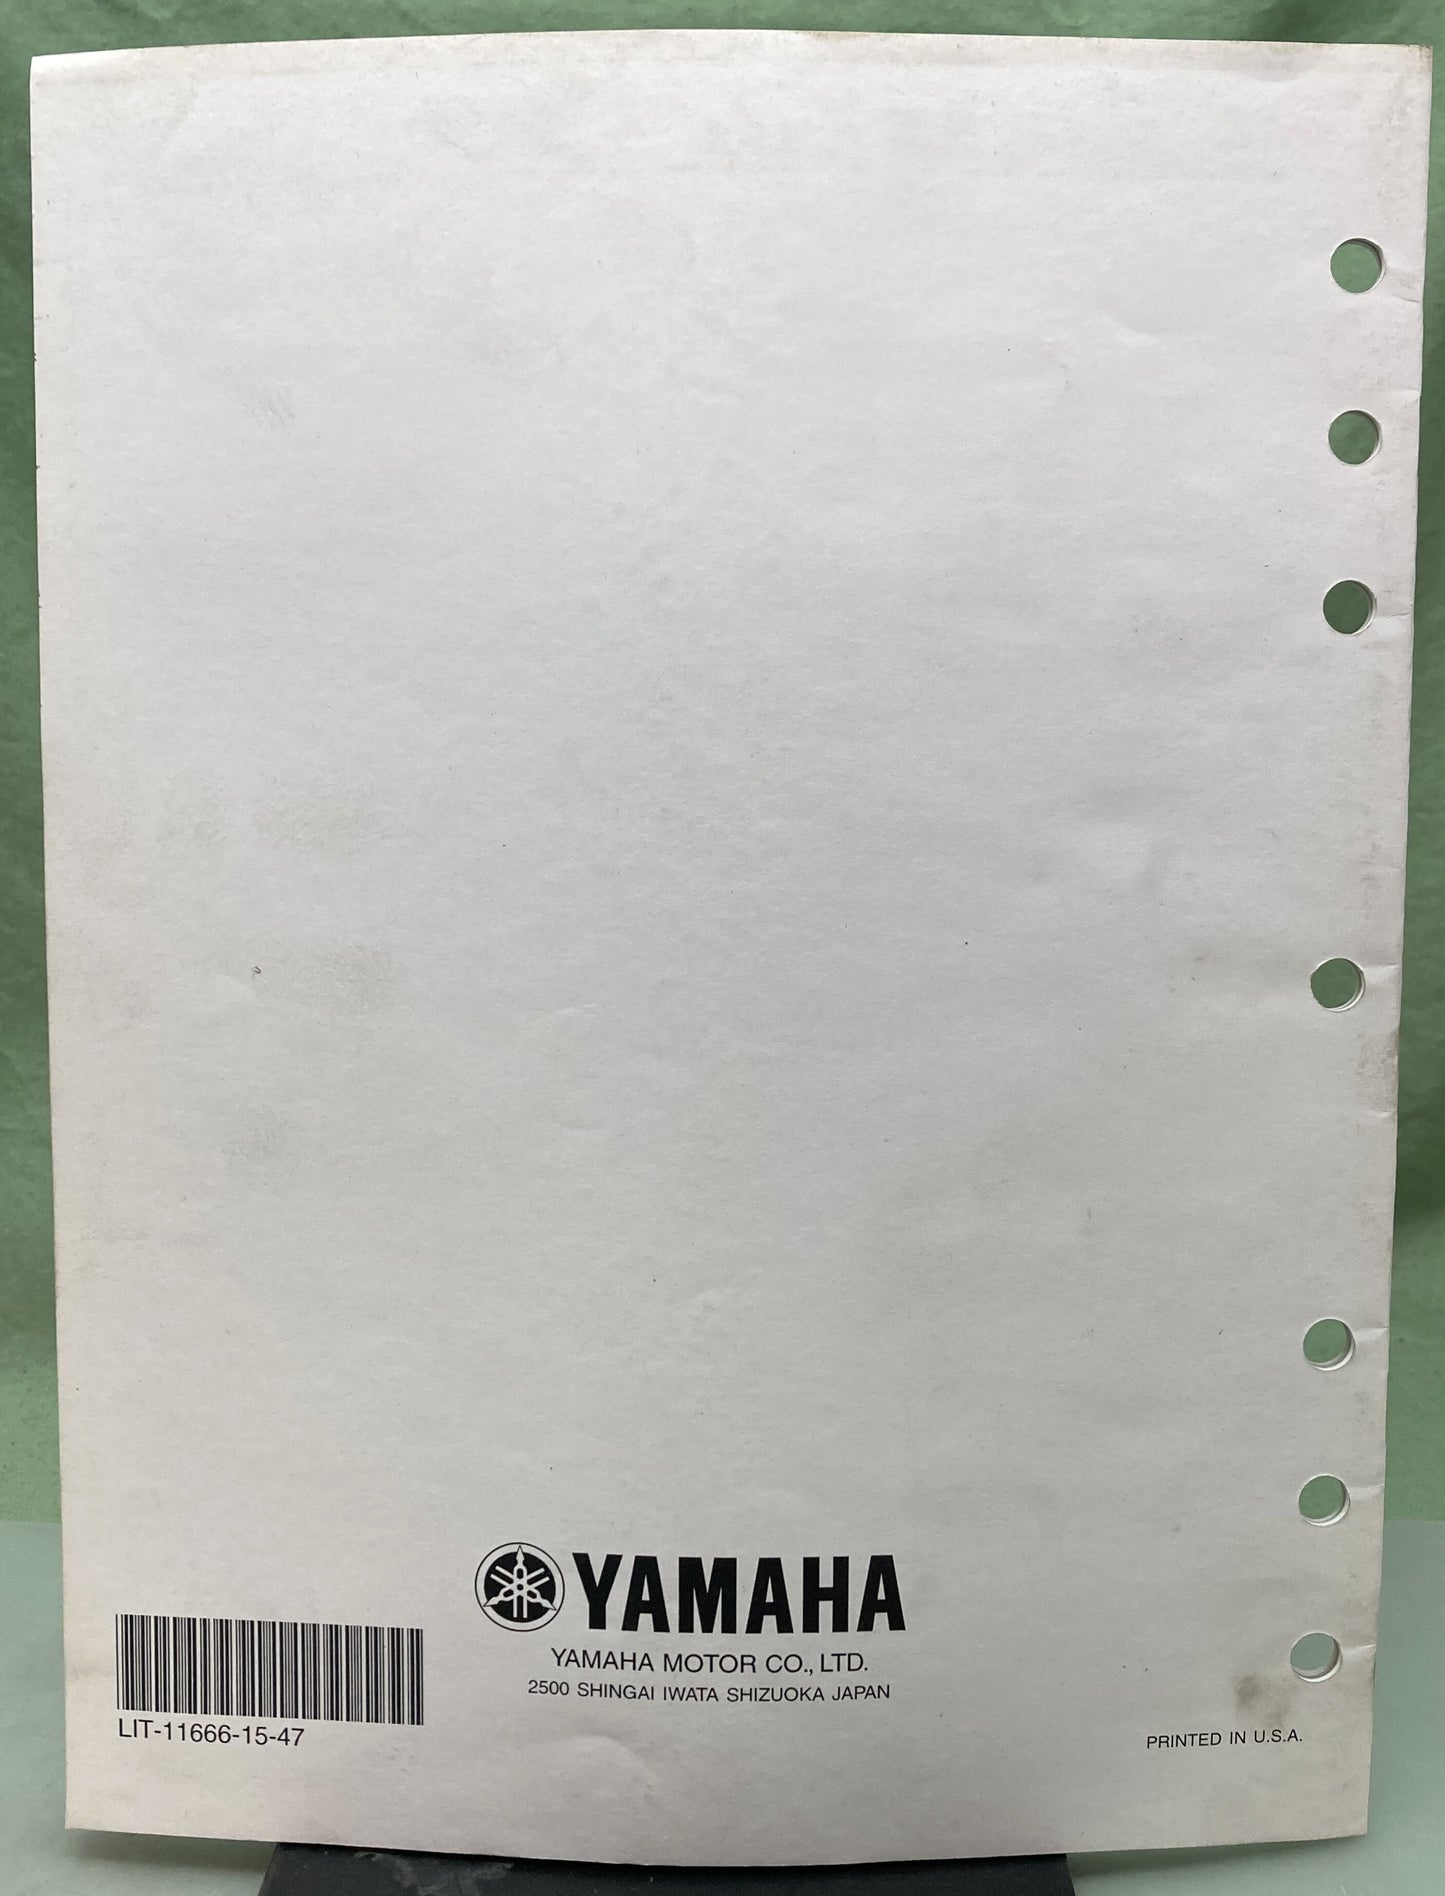 YAMAHA
YAMAHA MOTOR CO., LTD.
2500 SHINGAI IWATA SHIZUOKA JAPAN
LIT-11666-15-47
PRINTED IN U.S.A.